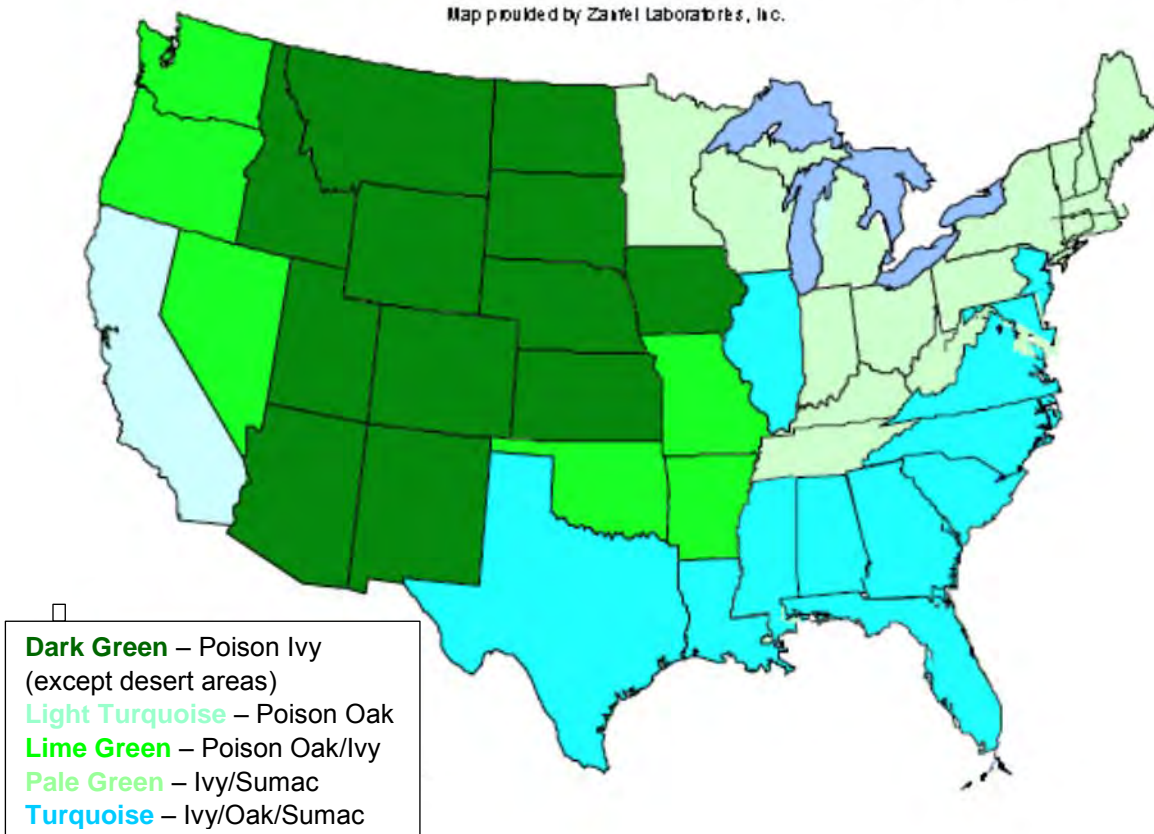 Map provided by Zanfel Laboratories, Inc.
Dark Green – Poison Ivy
(except desert areas)
Light Turquoise – Poison Oak
Lime Green – Poison Oak/Ivy
Pale Green – Ivy/Sumac
Turquoise – Ivy/Oak/Sumac